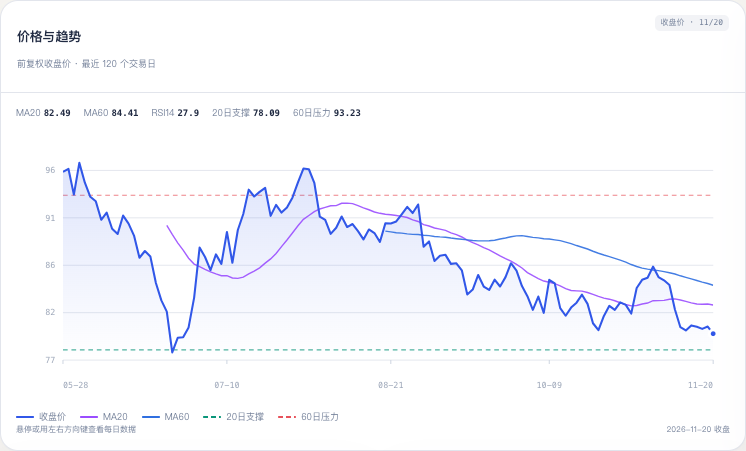 价格与趋势
收盘价 · 11/20
前复权收盘价 · 最近 120 个交易日
MA20 82.49 MA60 84.41 RSI14 27.9 20日支撑 78.09 60日压力 93.23
96
91
86
82
77
05-28 07-10 08-21 10-09 11-20
收盘价 MA20 MA60 20日支撑 60日压力
悬停或用左右方向键查看每日数据
2026-11-20 收盘